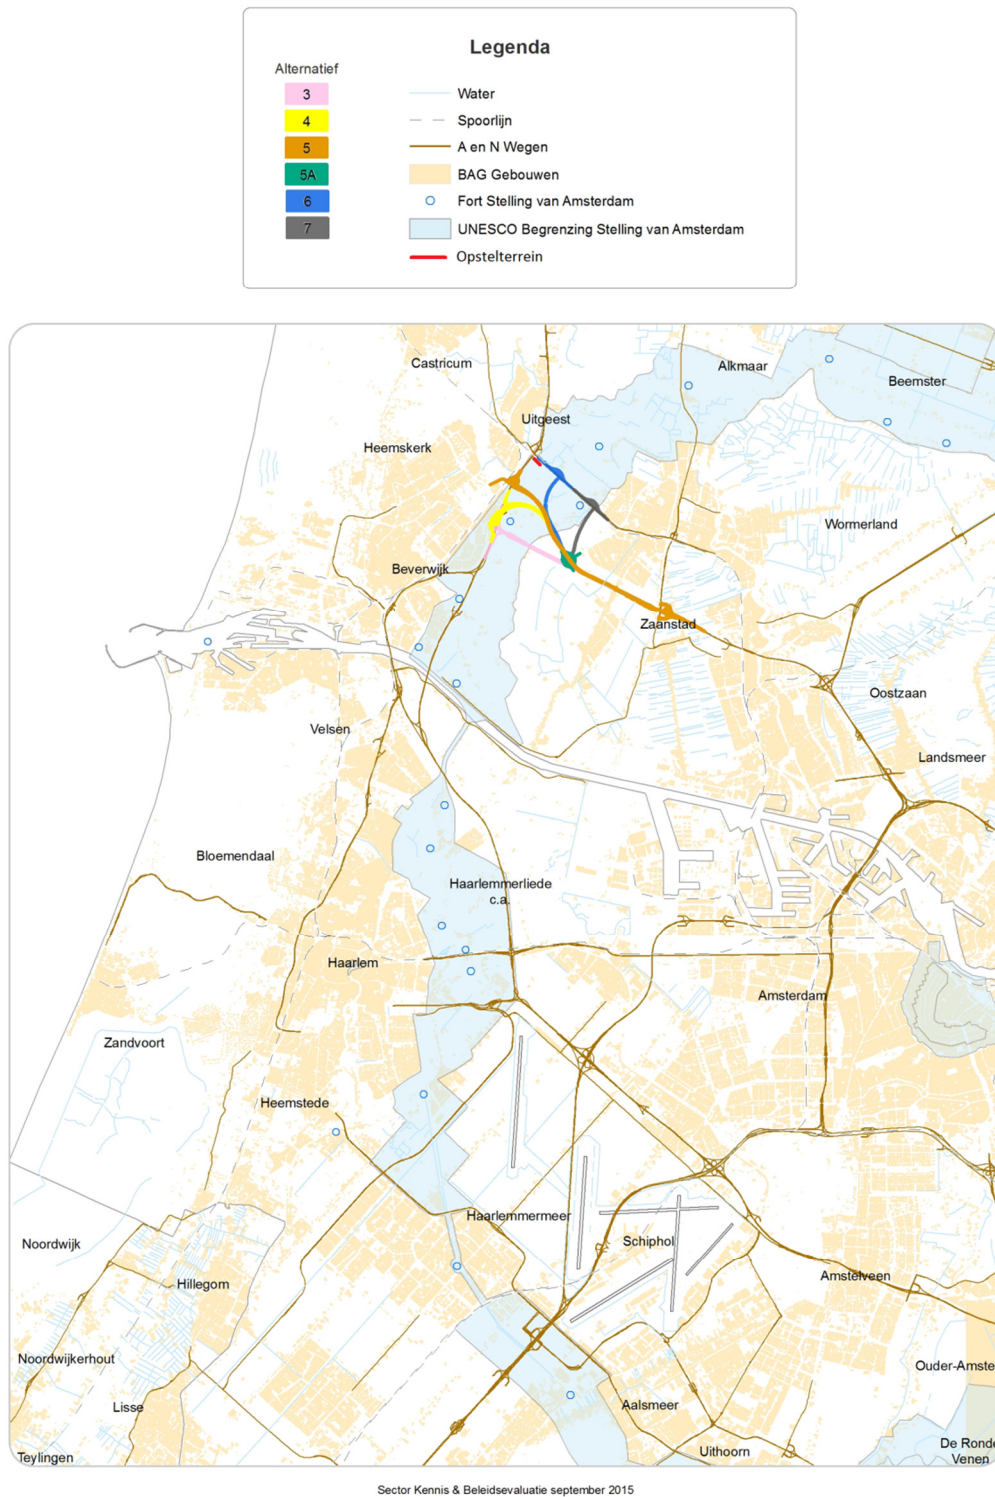 Legenda
Alternatief
3
4
5
5A
6
7
Water
Spoorlijn
A en N Wegen
BAG Gebouwen
Fort Stelling van Amsterdam
UNESCO Begrenzing Stelling van Amsterdam
Opstelterrein
Castricum
Alkmaar
Beemster
Uitgeest
Heemskerk
Wormerland
Beverwijk
Zaanstad
Oostzaan
Velsen
Landsmeer
Bloemendaal
Haarlemmerliede
c.a.
Haarlem
Amsterdam
Zandvoort
Heemstede
Haarlemmermeer
Noordwijk
Schiphol
Hillegom
Amstelveen
Noordwijkerhout
Ouder-Amste
Lisse
Aalsmeer
De Ronde
Venen
Uithoorn
Teylingen
Sector Kennis & Beleidsevaluatie september 2015